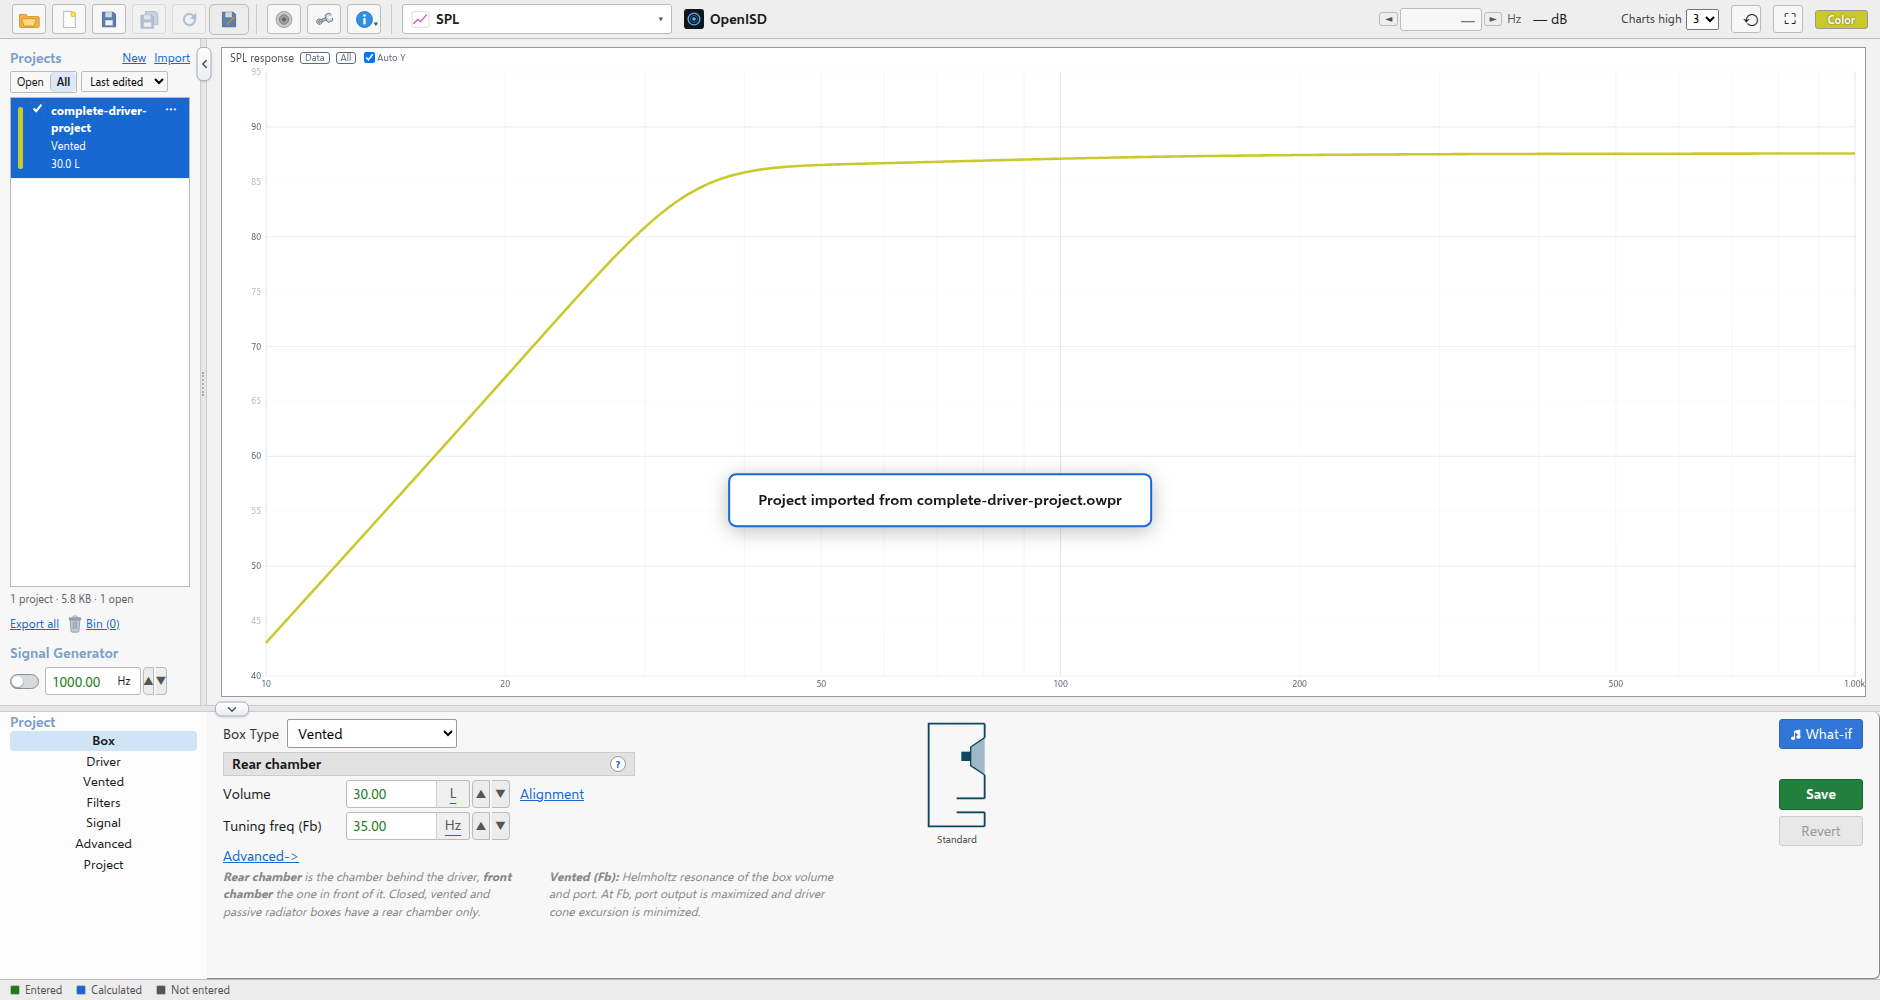 SPL
OpenISD
—
Hz
— dB
Charts high
3
Color
Projects
New
Import
Open
All
Last edited
complete-driver-
project
Vented
30.0 L
1 project · 5.8 KB · 1 open
Export all
Bin (0)
Signal Generator
1000.00
Hz
SPL response
Data
All
Auto Y
95
90
85
80
75
70
65
60
55
50
45
40
10
20
50
100
200
500
1.00k
Project imported from complete-driver-project.owpr
Project
Box
Driver
Vented
Filters
Signal
Advanced
Project
Box Type
Vented
Rear chamber
?
Volume
30.00
L
Alignment
Tuning freq (Fb)
35.00
Hz
Advanced->
Rear chamber is the chamber behind the driver, front
chamber the one in front of it. Closed, vented and
passive radiator boxes have a rear chamber only.
Vented (Fb): Helmholtz resonance of the box volume
and port. At Fb, port output is maximized and driver
cone excursion is minimized.
Standard
What-if
Save
Revert
Entered
Calculated
Not entered